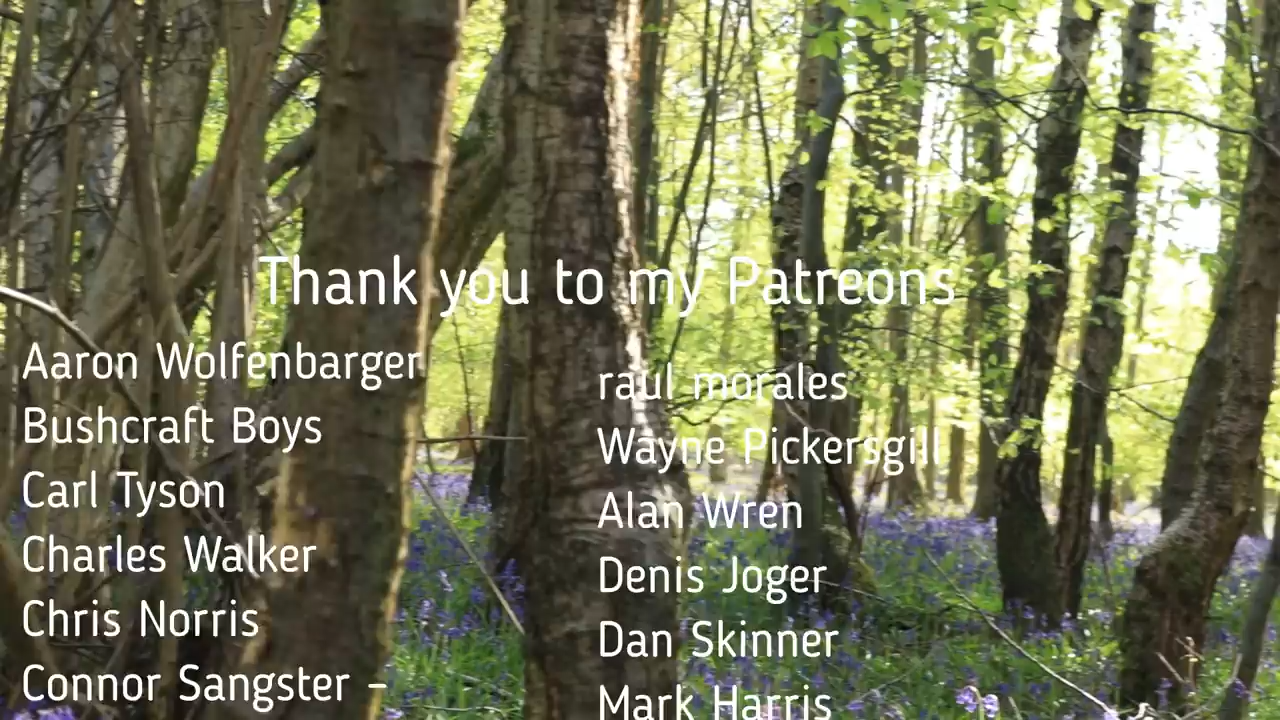 Thank you to my Patreons
Aaron Wolfenbarger
Bushcraft Boys
Carl Tyson
Charles Walker
Chris Norris
Connor Sangster –
raul morales
Wayne Pickersgill
Alan Wren
Denis Joger
Dan Skinner
Mark Harris